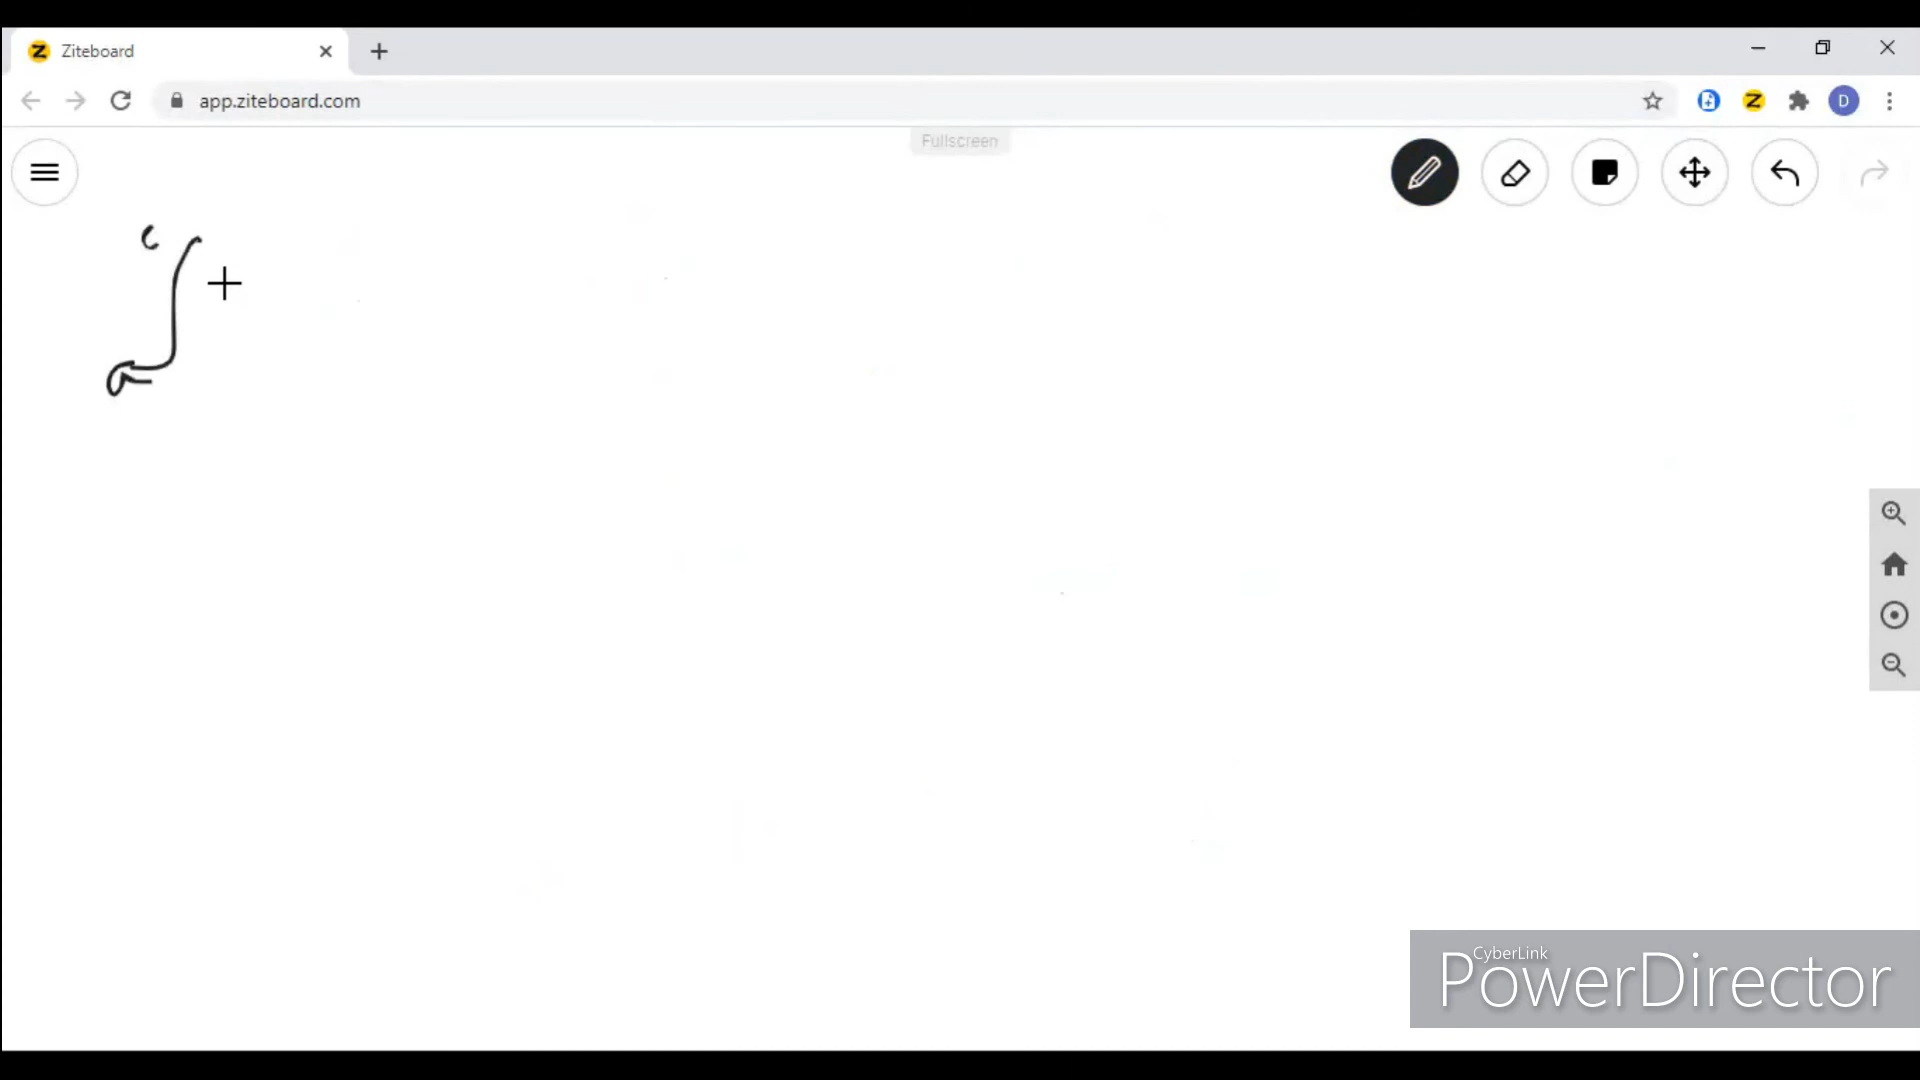 Ziteboard
app.ziteboard.com
D
Fullscreen
c
∫
CyberLink
PowerDirector